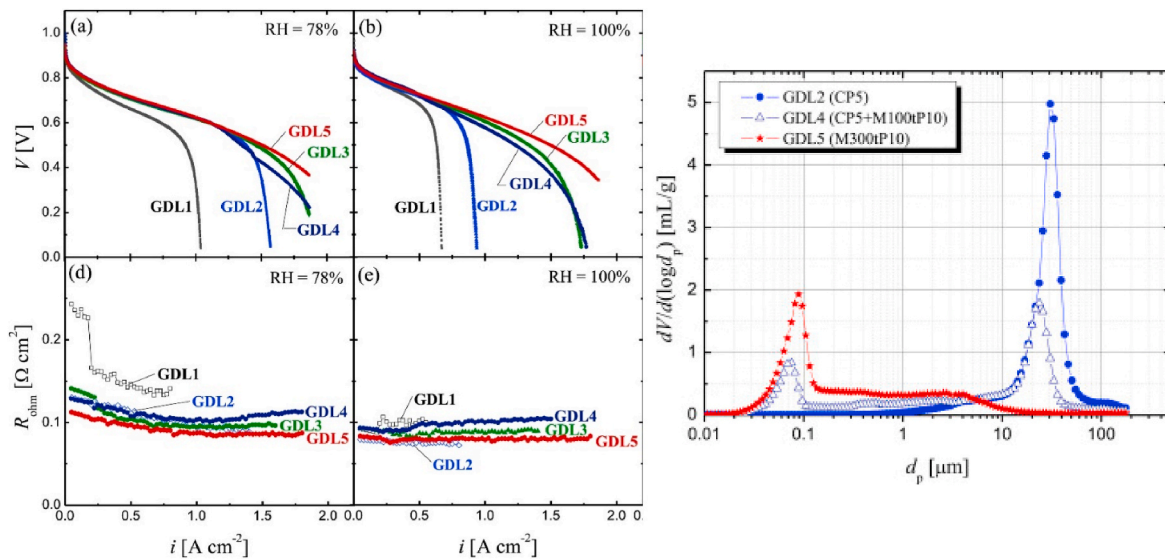 (a)
RH = 78%
(b)
RH = 100%
1.0
0.8
0.6
0.4
0.2
0.0
V [V]
GDL5
GDL3
GDL1
GDL2
GDL4
GDL5
GDL3
GDL4
GDL1
GDL2
(d)
RH = 78%
(e)
RH = 100%
0.2
0.1
0.0
R_ohm [Ω cm²]
GDL1
GDL2
GDL4
GDL3
GDL5
GDL1
GDL4
GDL3
GDL5
GDL2
0.0 0.5 1.0 1.5 2.0 0.0 0.5 1.0 1.5 2.0
i [A cm⁻²]
i [A cm⁻²]
GDL2 (CP5)
GDL4 (CP5+M100tP10)
GDL5 (M300tP10)
5
4
3
2
1
0
dV/d(logd_p) [mL/g]
0.01 0.1 1 10 100
d_p [μm]